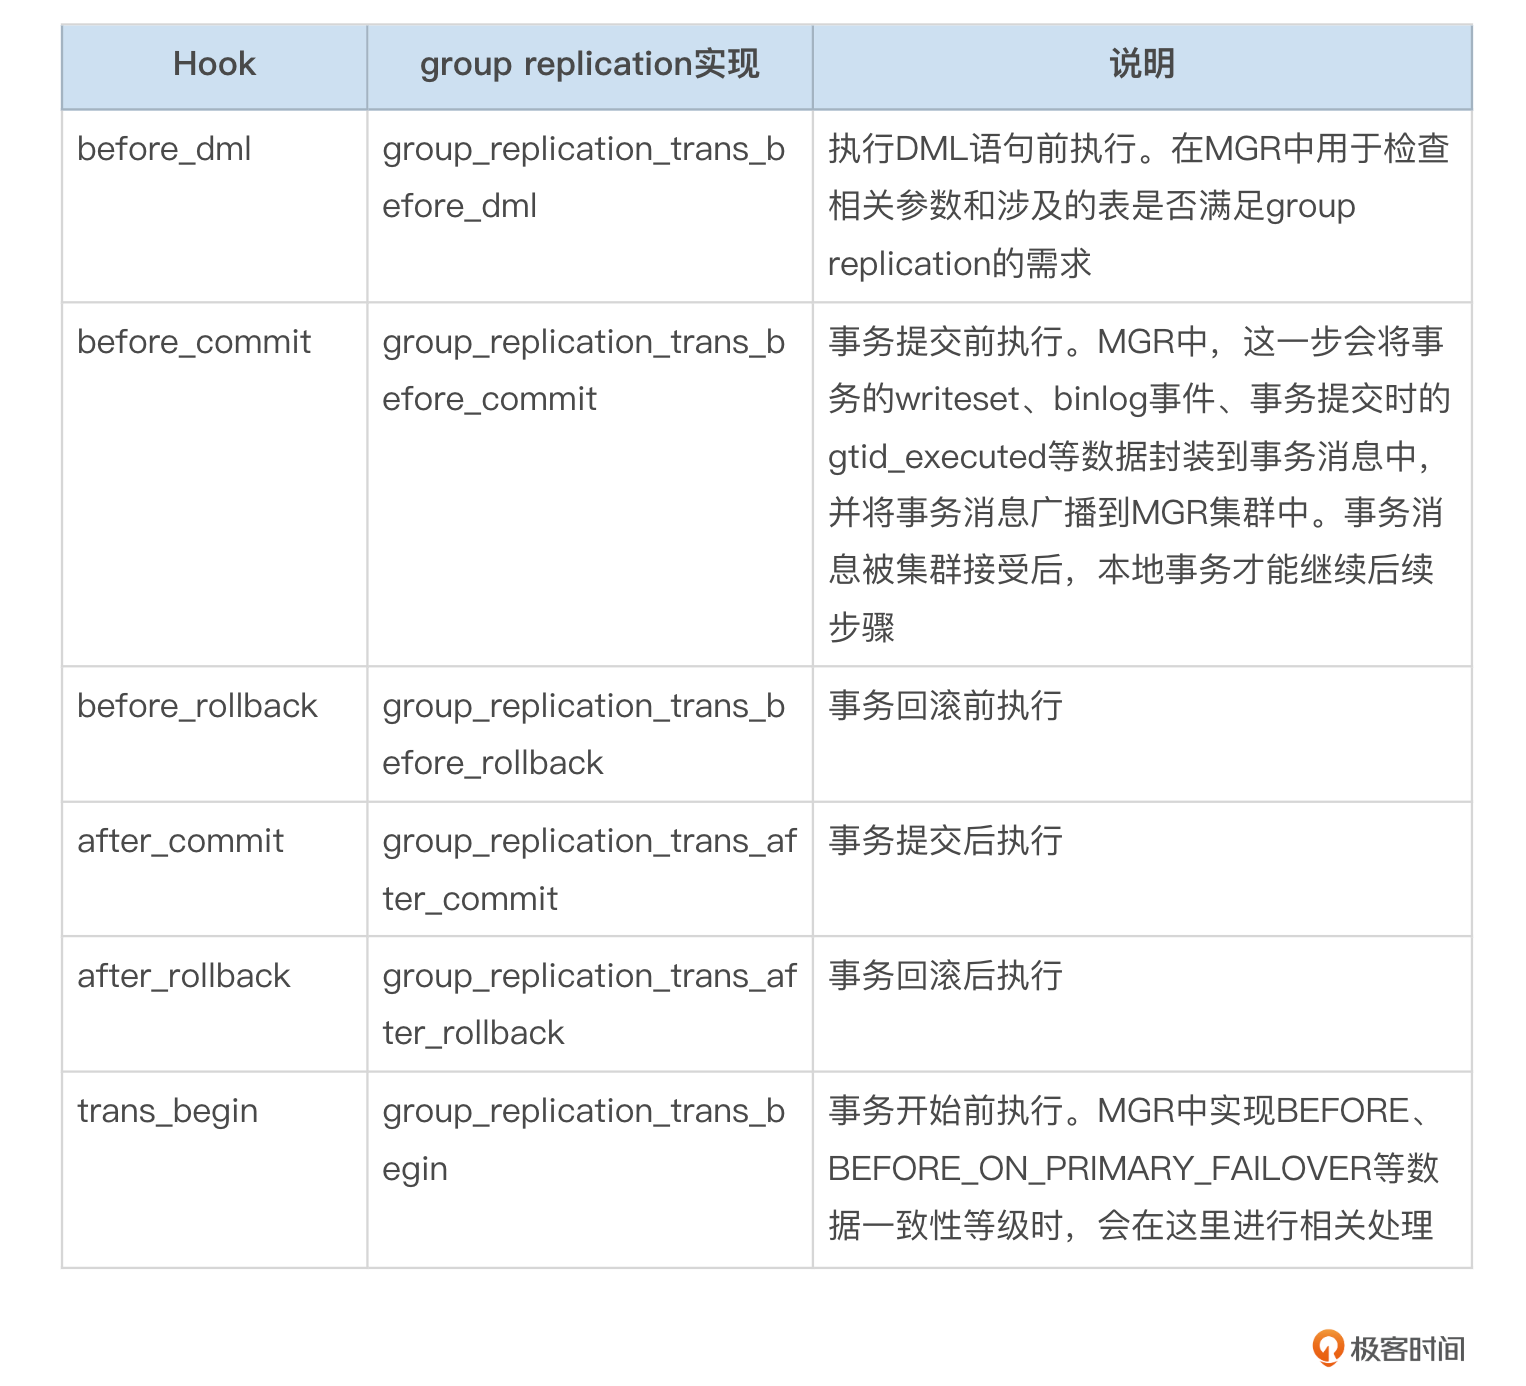 Hook
group replication实现
说明
before_dml
group_replication_trans_b
efore_dml
执行DML语句前执行。在MGR中用于检查
相关参数和涉及的表是否满足group
replication的需求
before_commit
group_replication_trans_b
efore_commit
事务提交前执行。MGR中，这一步会将事
务的writeset、binlog事件、事务提交时的
gtid_executed等数据封装到事务消息中，
并将事务消息广播到MGR集群中。事务消
息被集群接受后，本地事务才能继续后续
步骤
before_rollback
group_replication_trans_b
efore_rollback
事务回滚前执行
after_commit
group_replication_trans_af
ter_commit
事务提交后执行
after_rollback
group_replication_trans_af
ter_rollback
事务回滚后执行
trans_begin
group_replication_trans_b
egin
事务开始前执行。MGR中实现BEFORE、
BEFORE_ON_PRIMARY_FAILOVER等数
据一致性等级时，会在这里进行相关处理
极客时间